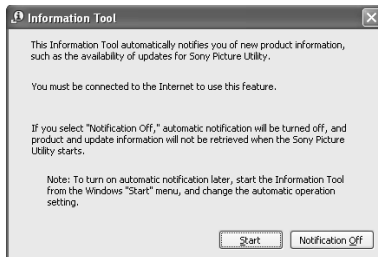 Information Tool
This Information Tool automatically notifies you of new product information,
such as the availability of updates for Sony Picture Utility.
You must be connected to the Internet to use this feature.
If you select "Notification Off," automatic notification will be turned off, and
product and update information will not be retrieved when the Sony Picture
Utility starts.
Note: To turn on automatic notification later, start the Information Tool
from the Windows "Start" menu, and change the automatic operation
setting.
Start Notification Off